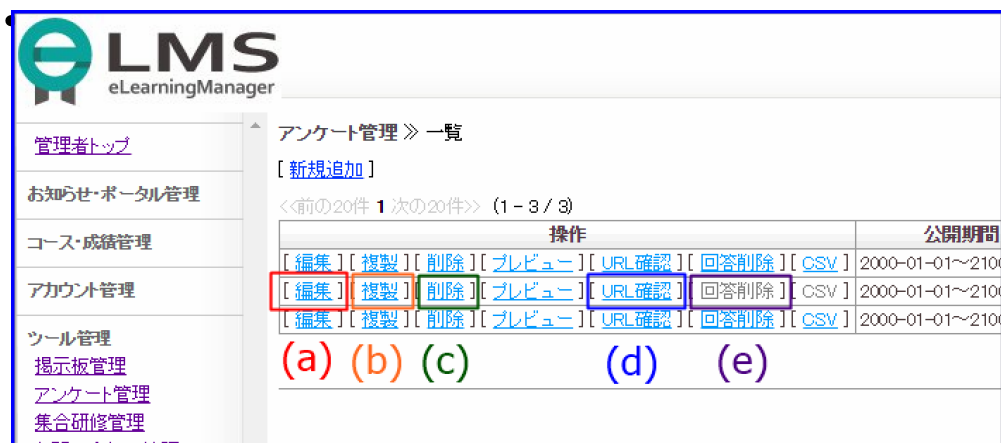 LMS
eLearningManager
管理者トップ
お知らせ・ポータル管理
コース・成績管理
アカウント管理
ツール管理
掲示板管理
アンケート管理
集合研修管理
アンケート管理 ≫ 一覧
[ 新規追加 ]
<<前の20件 1 次の20件>> (1 - 3 / 3)
操作 公開期間
[ 編集 ][ 複製 ][ 削除 ][ プレビュー ][ URL確認 ][ 回答削除 ][ CSV ] 2000-01-01～210
[ 編集 ][ 複製 ][ 削除 ][ プレビュー ][ URL確認 ][ 回答削除 ][ CSV ] 2000-01-01～210
[ 編集 ][ 複製 ][ 削除 ][ プレビュー ][ URL確認 ][ 回答削除 ][ CSV ] 2000-01-01～210
(a) (b) (c) (d) (e)